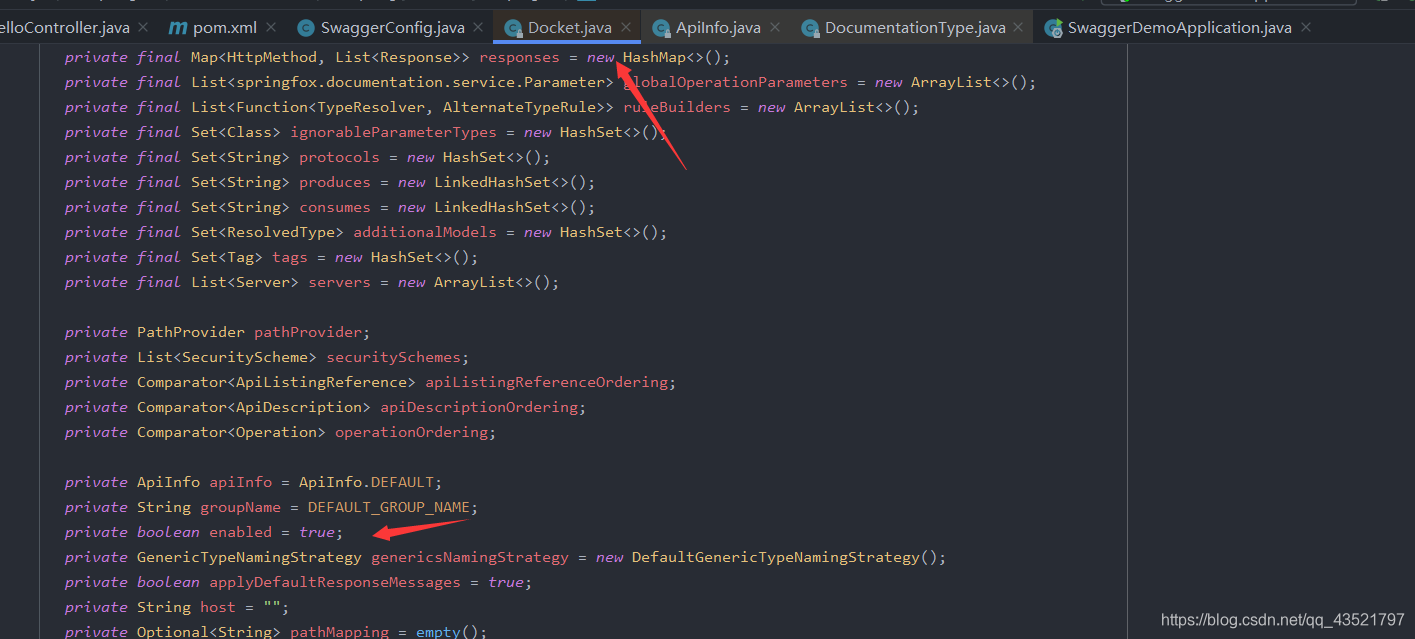 elloController.java × pom.xml × SwaggerConfig.java × Docket.java × ApiInfo.java × DocumentationType.java × SwaggerDemoApplication.java ×
private final Map<HttpMethod, List<Response>> responses = new HashMap<>();
private final List<springfox.documentation.service.Parameter> globalOperationParameters = new ArrayList<>();
private final List<Function<TypeResolver, AlternateTypeRule>> ruleBuilders = new ArrayList<>();
private final Set<Class> ignorableParameterTypes = new HashSet<>();
private final Set<String> protocols = new HashSet<>();
private final Set<String> produces = new LinkedHashSet<>();
private final Set<String> consumes = new LinkedHashSet<>();
private final Set<ResolvedType> additionalModels = new HashSet<>();
private final Set<Tag> tags = new HashSet<>();
private final List<Server> servers = new ArrayList<>();
private PathProvider pathProvider;
private List<SecurityScheme> securitySchemes;
private Comparator<ApiListingReference> apiListingReferenceOrdering;
private Comparator<ApiDescription> apiDescriptionOrdering;
private Comparator<Operation> operationOrdering;
private ApiInfo apiInfo = ApiInfo.DEFAULT;
private String groupName = DEFAULT_GROUP_NAME;
private boolean enabled = true;
private GenericTypeNamingStrategy genericsNamingStrategy = new DefaultGenericTypeNamingStrategy();
private boolean applyDefaultResponseMessages = true;
private String host = "";
private Optional<String> pathMapping = empty();
https://blog.csdn.net/qq_43521797